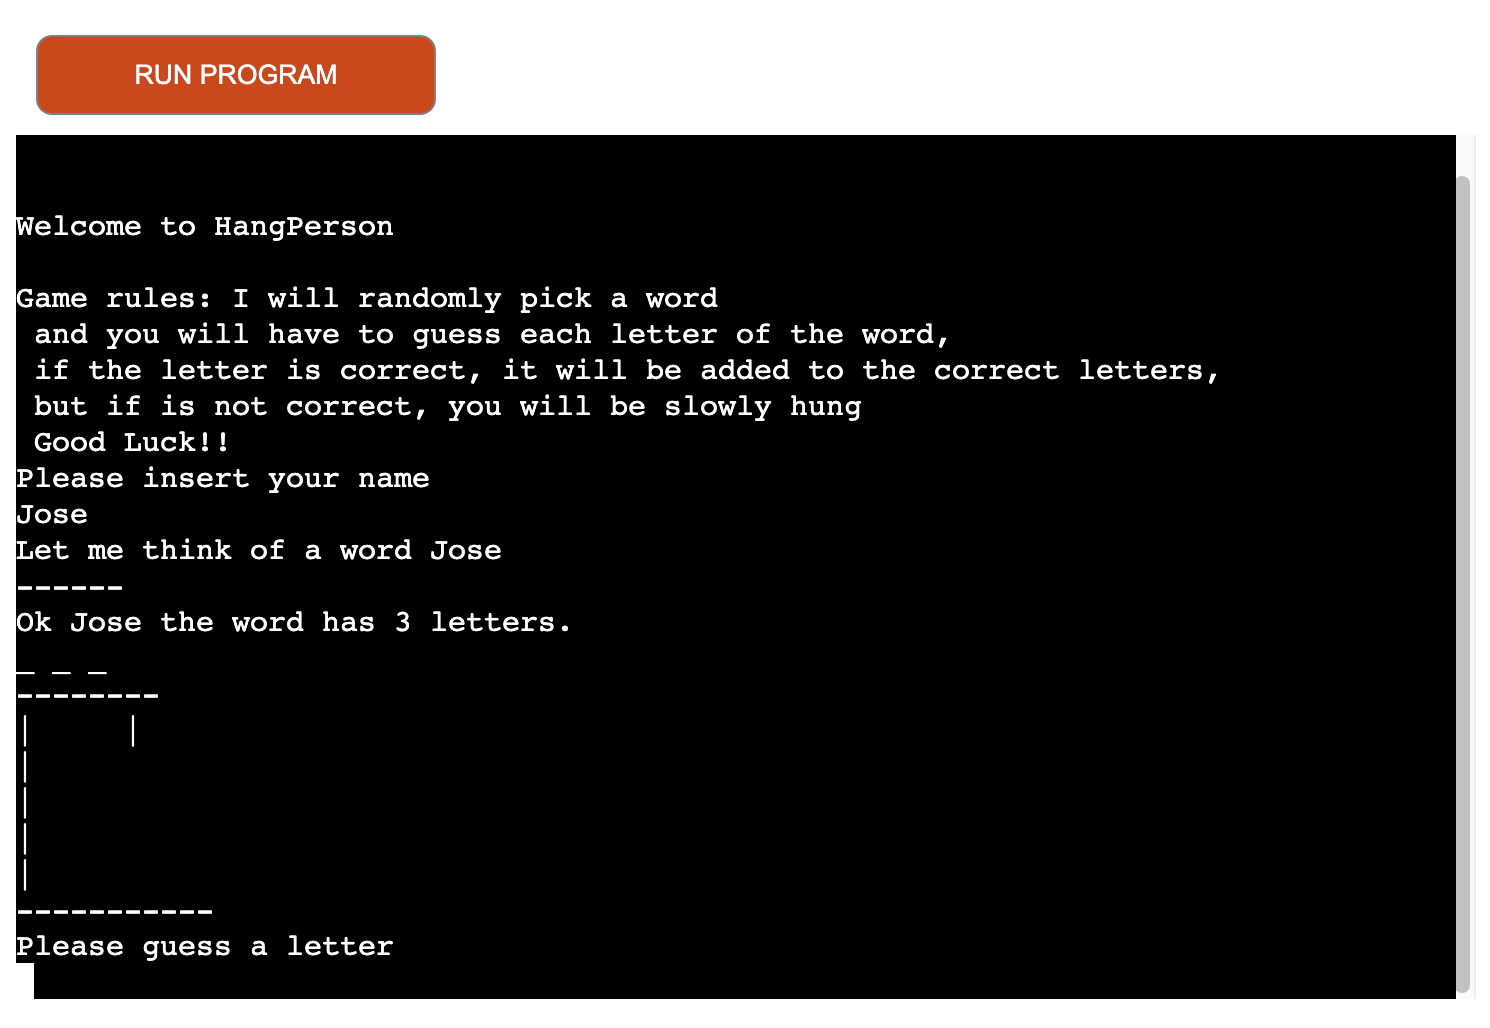 RUN PROGRAM
Welcome to HangPerson
Game rules: I will randomly pick a word
and you will have to guess each letter of the word,
if the letter is correct, it will be added to the correct letters,
but if is not correct, you will be slowly hung
Good Luck!!
Please insert your name
Jose
Let me think of a word Jose
------
Ok Jose the word has 3 letters.
_ _ _
--------
|     |
|
|
|
|
-----------
Please guess a letter